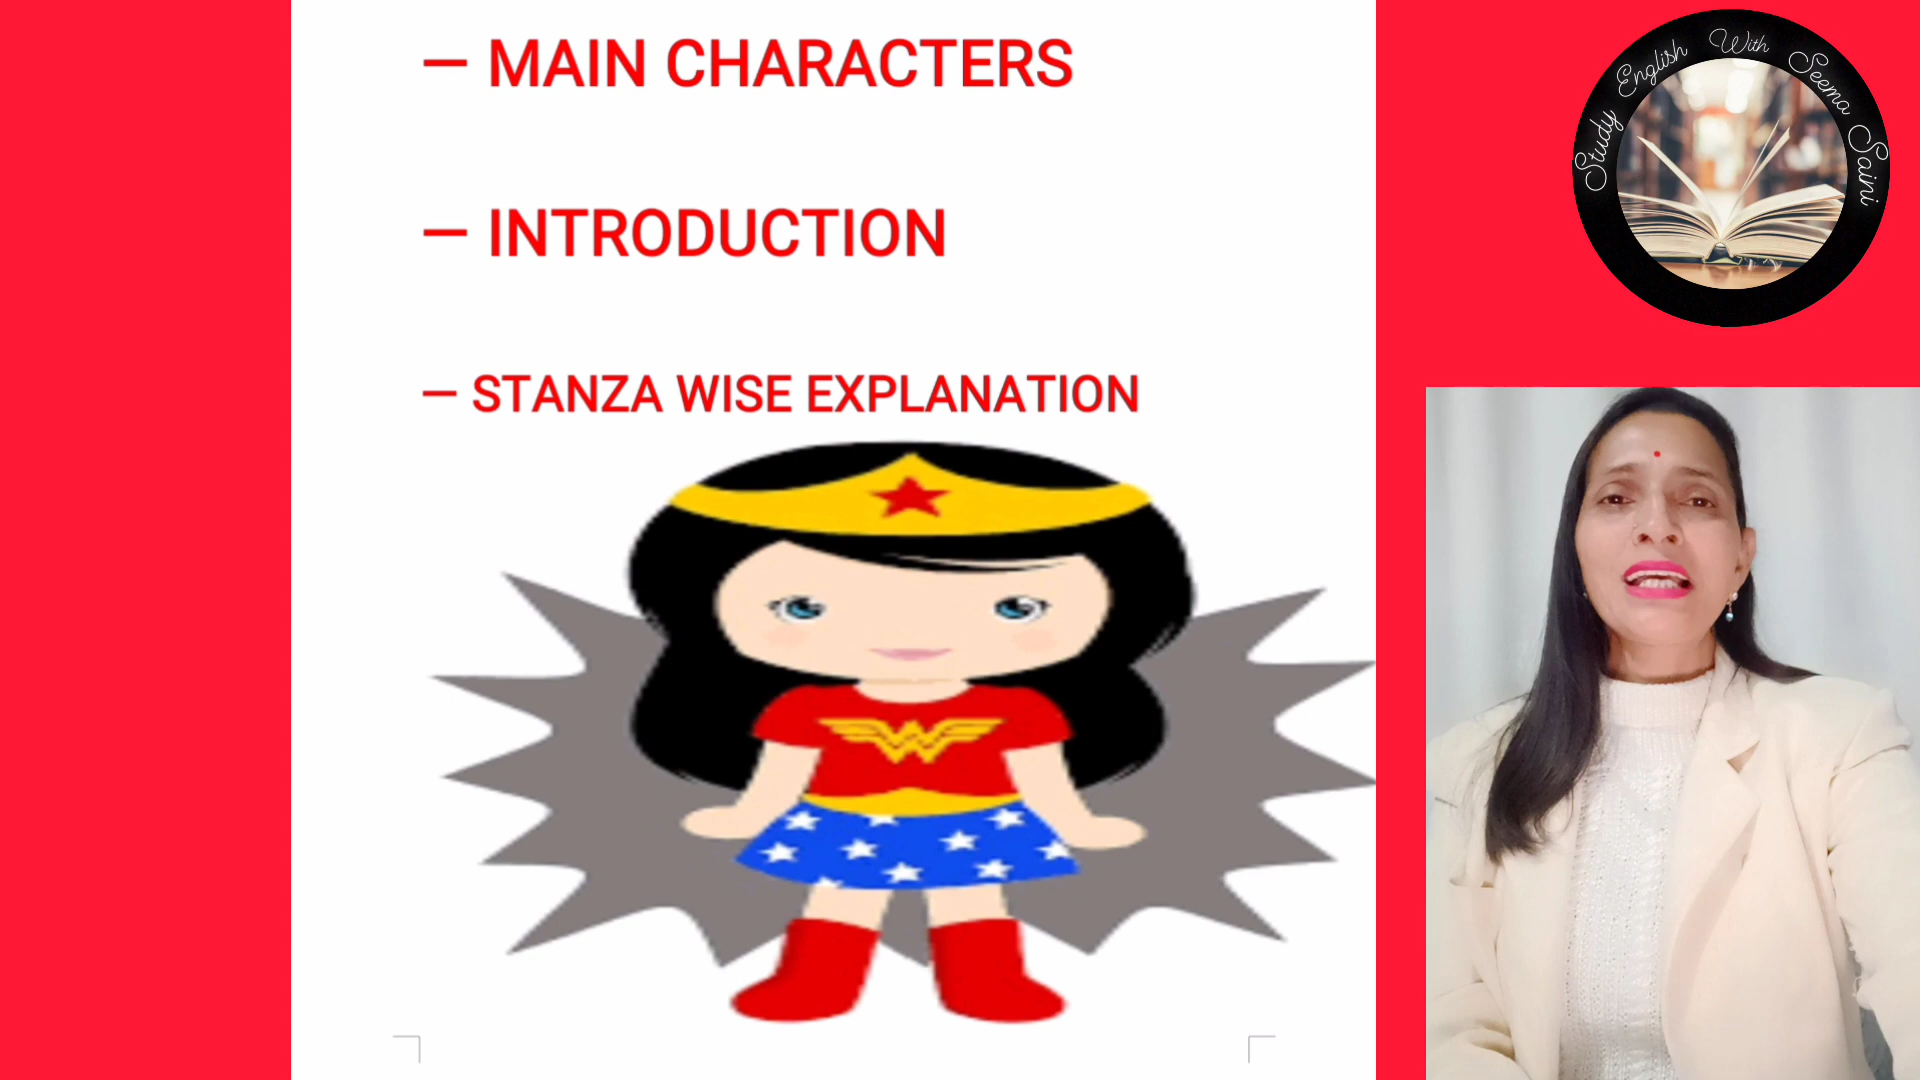 — MAIN CHARACTERS
— INTRODUCTION
— STANZA WISE EXPLANATION
Study English With Seema Saini